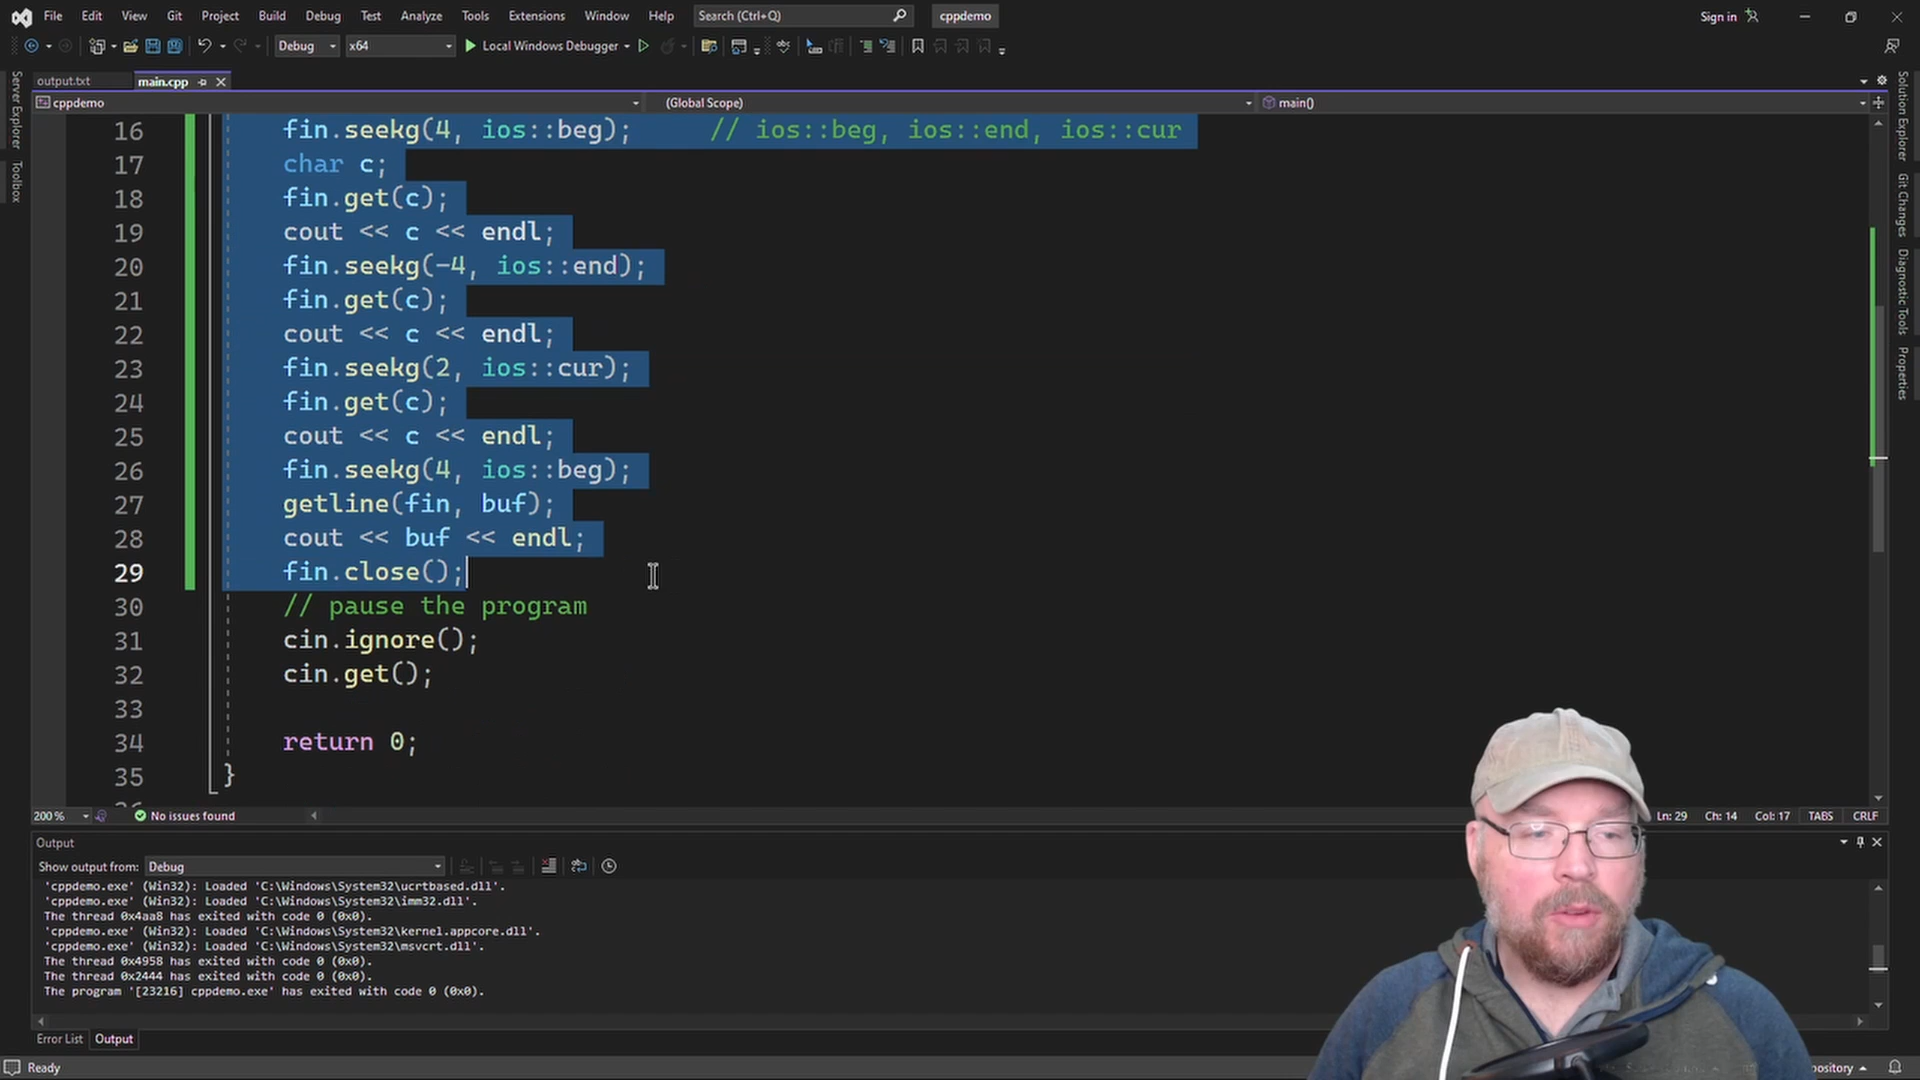 File Edit View Git Project Build Debug Test Analyze Tools Extensions Window Help Search (Ctrl+Q) cppdemo Sign in
Debug x64 Local Windows Debugger
output.txt main.cpp
cppdemo (Global Scope) main()
16 fin.seekg(4, ios::beg); // ios::beg, ios::end, ios::cur
17 char c;
18 fin.get(c);
19 cout << c << endl;
20 fin.seekg(-4, ios::end);
21 fin.get(c);
22 cout << c << endl;
23 fin.seekg(2, ios::cur);
24 fin.get(c);
25 cout << c << endl;
26 fin.seekg(4, ios::beg);
27 getline(fin, buf);
28 cout << buf << endl;
29 fin.close();
30 // pause the program
31 cin.ignore();
32 cin.get();
33
34 return 0;
35 }
200 % No issues found Ln: 29 Ch: 14 Col: 17 TABS CRLF
Output
Show output from: Debug
'cppdemo.exe' (Win32): Loaded 'C:\Windows\System32\ucrtbased.dll'.
'cppdemo.exe' (Win32): Loaded 'C:\Windows\System32\imm32.dll'.
The thread 0x4aa8 has exited with code 0 (0x0).
'cppdemo.exe' (Win32): Loaded 'C:\Windows\System32\kernel.appcore.dll'.
'cppdemo.exe' (Win32): Loaded 'C:\Windows\System32\msvcrt.dll'.
The thread 0x4958 has exited with code 0 (0x0).
The thread 0x2444 has exited with code 0 (0x0).
The program '[23216] cppdemo.exe' has exited with code 0 (0x0).
Error List Output
Ready
Server Explorer
Toolbox
Solution Explorer
Git Changes
Diagnostic Tools
Properties